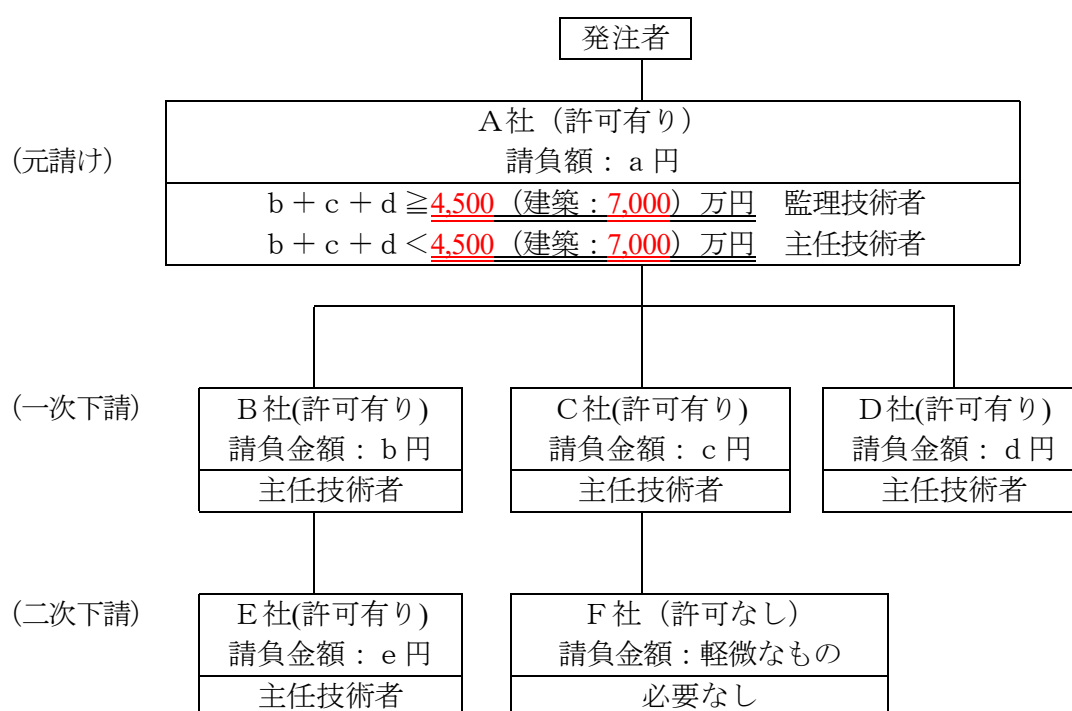 発注者
A社（許可有り）
(元請け)
請負額：a円
b＋c＋d≧4,500（建築：7,000）万円　監理技術者
b＋c＋d＜4,500（建築：7,000）万円　主任技術者
(一次下請)
B社(許可有り)
請負金額：b円
主任技術者
C社(許可有り)
請負金額：c円
主任技術者
D社(許可有り)
請負金額：d円
主任技術者
(二次下請)
E社(許可有り)
請負金額：e円
主任技術者
F社（許可なし）
請負金額：軽微なもの
必要なし